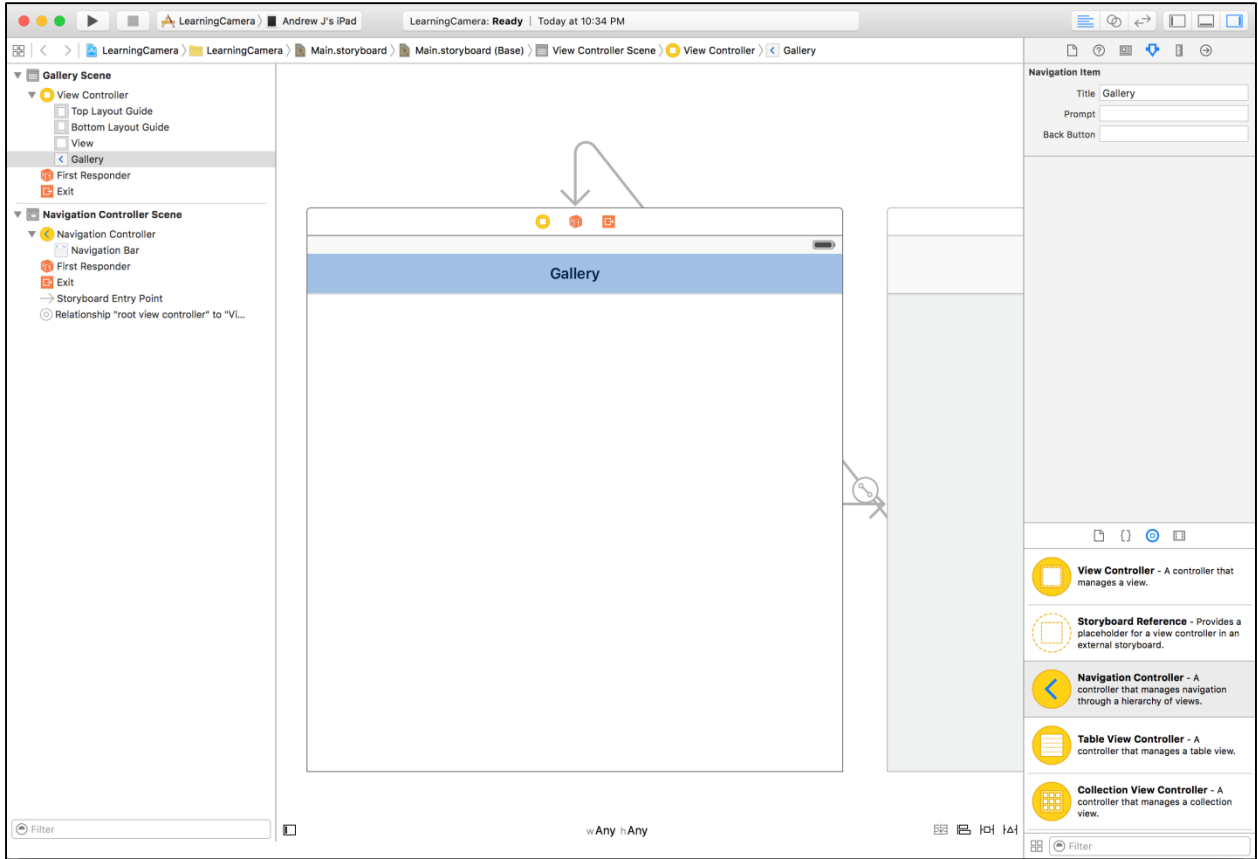 LearningCamera 〉 Andrew J's iPad
LearningCamera: Ready | Today at 10:34 PM
LearningCamera 〉 LearningCamera 〉 Main.storyboard 〉 Main.storyboard (Base) 〉 View Controller Scene 〉 View Controller 〉 Gallery
Gallery Scene
View Controller
Top Layout Guide
Bottom Layout Guide
View
Gallery
First Responder
Exit
Navigation Controller Scene
Navigation Controller
Navigation Bar
First Responder
Exit
Storyboard Entry Point
Relationship "root view controller" to "Vi...
Filter
Gallery
wAny hAny
Navigation Item
Title Gallery
Prompt
Back Button
View Controller - A controller that
manages a view.
Storyboard Reference - Provides a
placeholder for a view controller in an
external storyboard.
Navigation Controller - A
controller that manages navigation
through a hierarchy of views.
Table View Controller - A
controller that manages a table view.
Collection View Controller - A
controller that manages a collection
view.
Filter